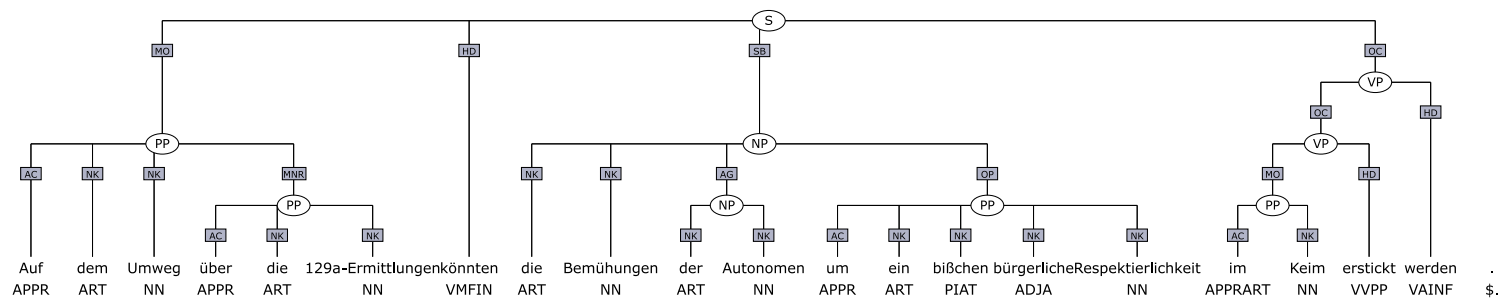 S
MO HD SB OC
VP
OC HD
PP NP VP
AC NK NK MNR NK NK AG OP MO HD
PP NP PP PP
AC NK NK NK NK AC NK NK NK NK AC NK
Auf dem Umweg über die 129a-Ermittlungen könnten die Bemühungen der Autonomen um ein bißchen bürgerliche Respektierlichkeit im Keim erstickt werden .
APPR ART NN APPR ART NN VMFIN ART NN ART NN APPR ART PIAT ADJA NN APPRART NN VVPP VAINF $.